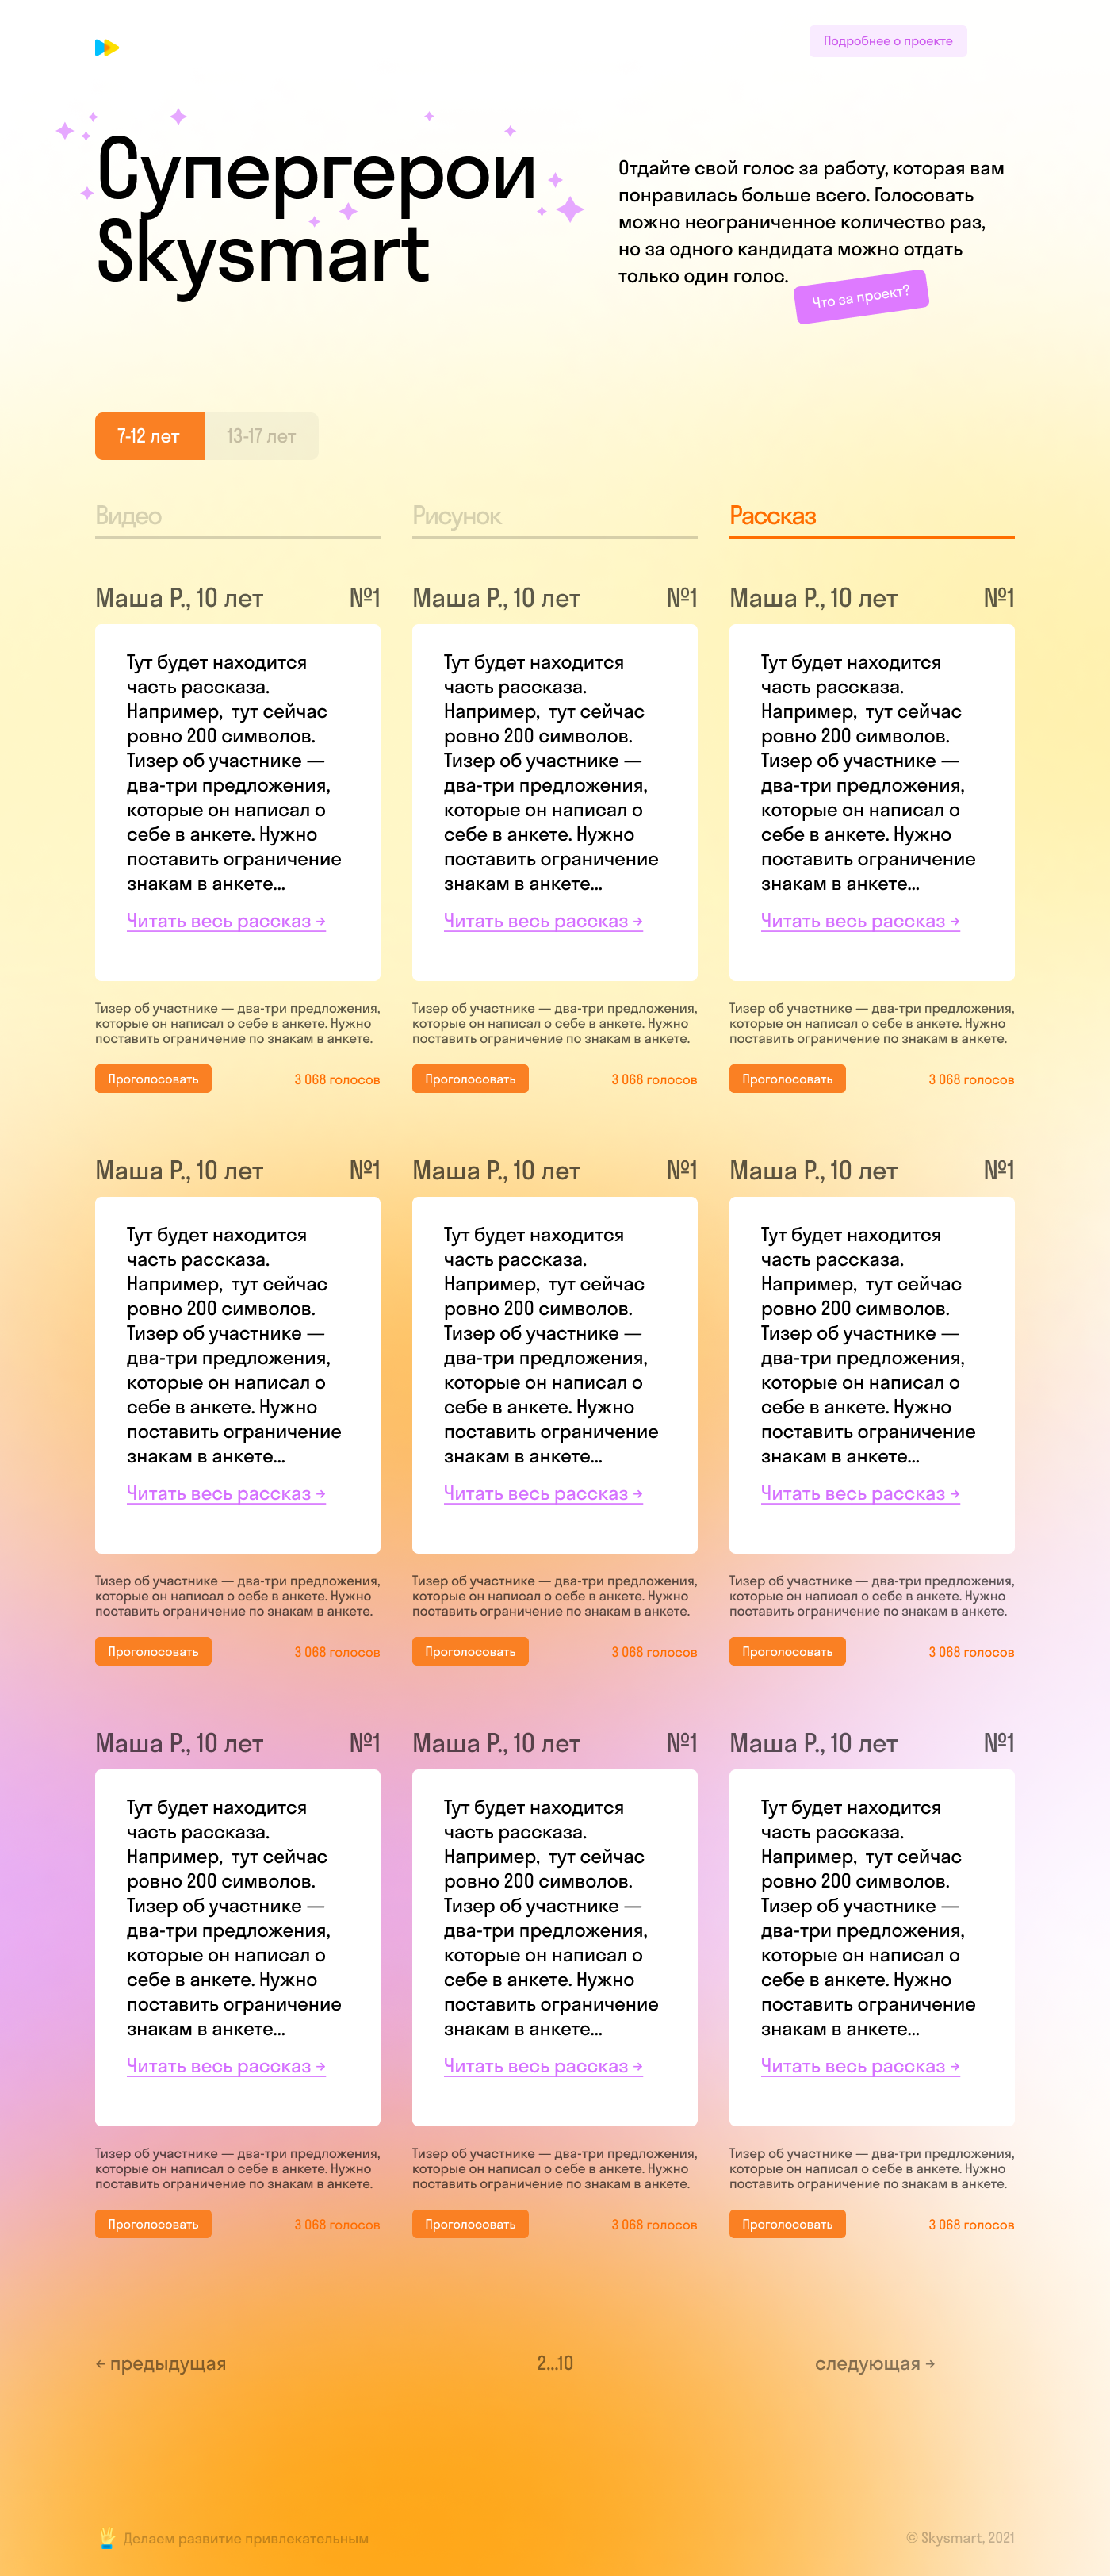 Подробнее о проекте
Супергерои
Skysmart
Отдайте свой голос за работу, которая вам
понравилась больше всего. Голосовать
можно неограниченное количество раз,
но за одного кандидата можно отдать
только один голос.
Что за проект?
7-12 лет 13-17 лет
Видео Рисунок Рассказ
Маша Р., 10 лет №1
Тут будет находится
часть рассказа.
Например, тут сейчас
ровно 200 символов.
Тизер об участнике —
два-три предложения,
которые он написал о
себе в анкете. Нужно
поставить ограничение
знакам в анкете...
Читать весь рассказ →
Тизер об участнике — два-три предложения,
которые он написал о себе в анкете. Нужно
поставить ограничение по знакам в анкете.
Проголосовать 3 068 голосов
Маша Р., 10 лет №1
Тут будет находится
часть рассказа.
Например, тут сейчас
ровно 200 символов.
Тизер об участнике —
два-три предложения,
которые он написал о
себе в анкете. Нужно
поставить ограничение
знакам в анкете...
Читать весь рассказ →
Тизер об участнике — два-три предложения,
которые он написал о себе в анкете. Нужно
поставить ограничение по знакам в анкете.
Проголосовать 3 068 голосов
Маша Р., 10 лет №1
Тут будет находится
часть рассказа.
Например, тут сейчас
ровно 200 символов.
Тизер об участнике —
два-три предложения,
которые он написал о
себе в анкете. Нужно
поставить ограничение
знакам в анкете...
Читать весь рассказ →
Тизер об участнике — два-три предложения,
которые он написал о себе в анкете. Нужно
поставить ограничение по знакам в анкете.
Проголосовать 3 068 голосов
Маша Р., 10 лет №1
Тут будет находится
часть рассказа.
Например, тут сейчас
ровно 200 символов.
Тизер об участнике —
два-три предложения,
которые он написал о
себе в анкете. Нужно
поставить ограничение
знакам в анкете...
Читать весь рассказ →
Тизер об участнике — два-три предложения,
которые он написал о себе в анкете. Нужно
поставить ограничение по знакам в анкете.
Проголосовать 3 068 голосов
Маша Р., 10 лет №1
Тут будет находится
часть рассказа.
Например, тут сейчас
ровно 200 символов.
Тизер об участнике —
два-три предложения,
которые он написал о
себе в анкете. Нужно
поставить ограничение
знакам в анкете...
Читать весь рассказ →
Тизер об участнике — два-три предложения,
которые он написал о себе в анкете. Нужно
поставить ограничение по знакам в анкете.
Проголосовать 3 068 голосов
Маша Р., 10 лет №1
Тут будет находится
часть рассказа.
Например, тут сейчас
ровно 200 символов.
Тизер об участнике —
два-три предложения,
которые он написал о
себе в анкете. Нужно
поставить ограничение
знакам в анкете...
Читать весь рассказ →
Тизер об участнике — два-три предложения,
которые он написал о себе в анкете. Нужно
поставить ограничение по знакам в анкете.
Проголосовать 3 068 голосов
Маша Р., 10 лет №1
Тут будет находится
часть рассказа.
Например, тут сейчас
ровно 200 символов.
Тизер об участнике —
два-три предложения,
которые он написал о
себе в анкете. Нужно
поставить ограничение
знакам в анкете...
Читать весь рассказ →
Тизер об участнике — два-три предложения,
которые он написал о себе в анкете. Нужно
поставить ограничение по знакам в анкете.
Проголосовать 3 068 голосов
Маша Р., 10 лет №1
Тут будет находится
часть рассказа.
Например, тут сейчас
ровно 200 символов.
Тизер об участнике —
два-три предложения,
которые он написал о
себе в анкете. Нужно
поставить ограничение
знакам в анкете...
Читать весь рассказ →
Тизер об участнике — два-три предложения,
которые он написал о себе в анкете. Нужно
поставить ограничение по знакам в анкете.
Проголосовать 3 068 голосов
Маша Р., 10 лет №1
Тут будет находится
часть рассказа.
Например, тут сейчас
ровно 200 символов.
Тизер об участнике —
два-три предложения,
которые он написал о
себе в анкете. Нужно
поставить ограничение
знакам в анкете...
Читать весь рассказ →
Тизер об участнике — два-три предложения,
которые он написал о себе в анкете. Нужно
поставить ограничение по знакам в анкете.
Проголосовать 3 068 голосов
← предыдущая 2...10 следующая →
Делаем развитие привлекательным © Skysmart, 2021